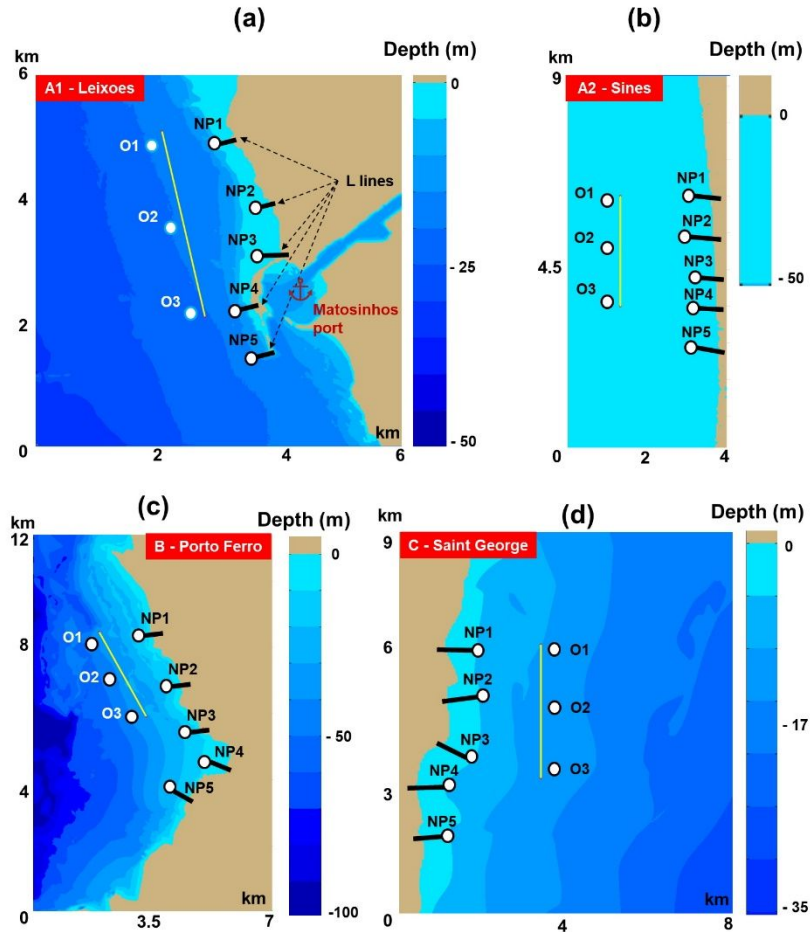 (a)
km
Depth (m)
6
A1 - Leixoes
0
NP1
O1
L lines
4
NP2
O2
NP3
- 25
NP4
Matosinhos
port
O3
2
NP5
0
km
- 50
2
4
6
(b)
km
Depth (m)
9
A2 - Sines
0
NP1
O1
NP2
O2
4.5
NP3
- 50
O3
NP4
NP5
0
2
4
(c)
km
Depth (m)
12
B - Porto Ferro
0
NP1
8
O1
O2
NP2
O3
NP3
- 50
NP4
4
NP5
km
0
-100
3.5
7
(d)
km
Depth (m)
9
C - Saint George
0
NP1
6
O1
NP2
O2
- 17
NP3
O3
NP4
3
NP5
km
0
- 35
4
8